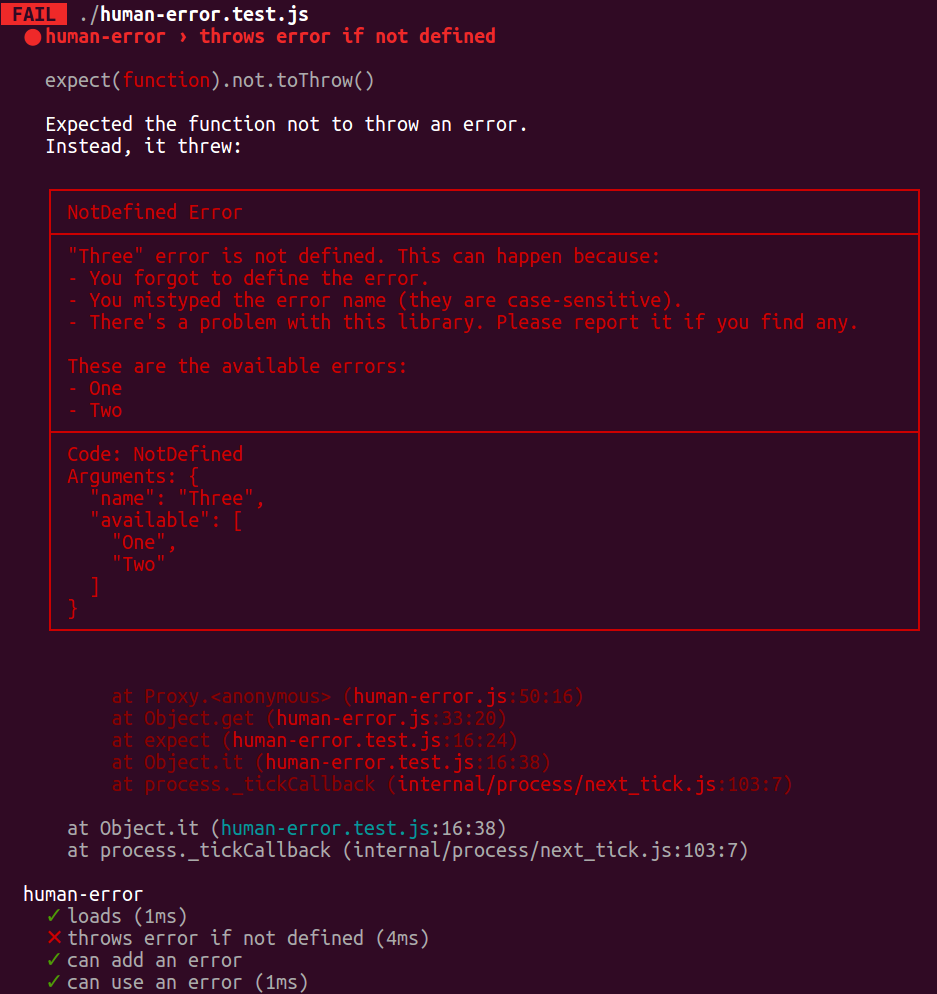 FAIL ./human-error.test.js
● human-error › throws error if not defined
expect(function).not.toThrow()
Expected the function not to throw an error.
Instead, it threw:
NotDefined Error
"Three" error is not defined. This can happen because:
- You forgot to define the error.
- You mistyped the error name (they are case-sensitive).
- There's a problem with this library. Please report it if you find any.
These are the available errors:
- One
- Two
Code: NotDefined
Arguments: {
  "name": "Three",
  "available": [
    "One",
    "Two"
  ]
}
at Proxy.<anonymous> (human-error.js:50:16)
at Object.get (human-error.js:33:20)
at expect (human-error.test.js:16:24)
at Object.it (human-error.test.js:16:38)
at process._tickCallback (internal/process/next_tick.js:103:7)
at Object.it (human-error.test.js:16:38)
at process._tickCallback (internal/process/next_tick.js:103:7)
human-error
✓ loads (1ms)
✕ throws error if not defined (4ms)
✓ can add an error
✓ can use an error (1ms)